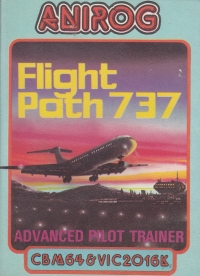 ANIROG
Flight
Path 737
ADVANCED PILOT TRAINER
CBM64&VIC2016K